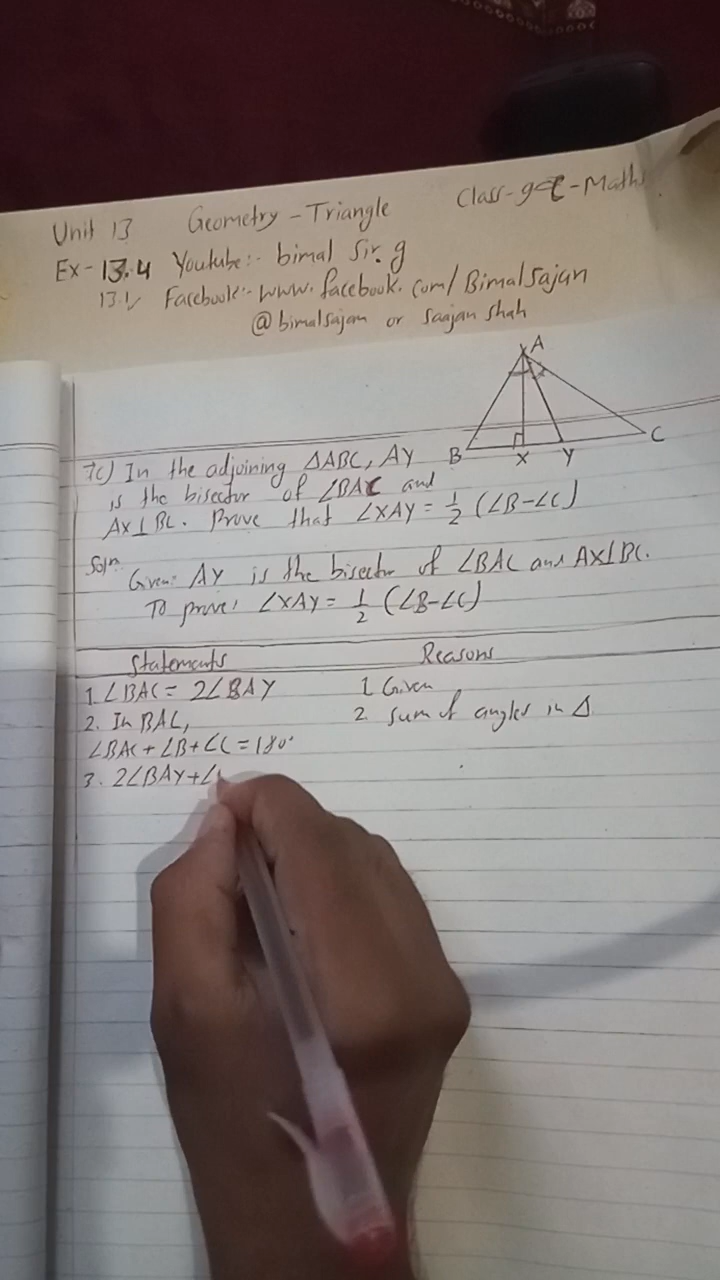 Unit 13 Geometry - Triangle Class-9 - Maths
Ex-13.4 Youtube:- bimal Sir. g
13.1✓ Facebook:- www.facebook.com/Bimalsajan
@bimalsajan or Saajan Shah
A
B X Y C
7c) In the adjoining ΔABC, AY
is the bisector of ∠BAC and
AX⊥BC. Prove that ∠XAY = 1/2 (∠B-∠C)
Soln
Given: AY is the bisector of ∠BAC and AX⊥BC.
To prove: ∠XAY = 1/2 (∠B-∠C)
Statements Reasons
1. ∠BAC = 2∠BAY 1. Given
2. In BAC, 2. Sum of angles in Δ
∠BAC + ∠B + ∠C = 180°
3. 2∠BAY + ∠